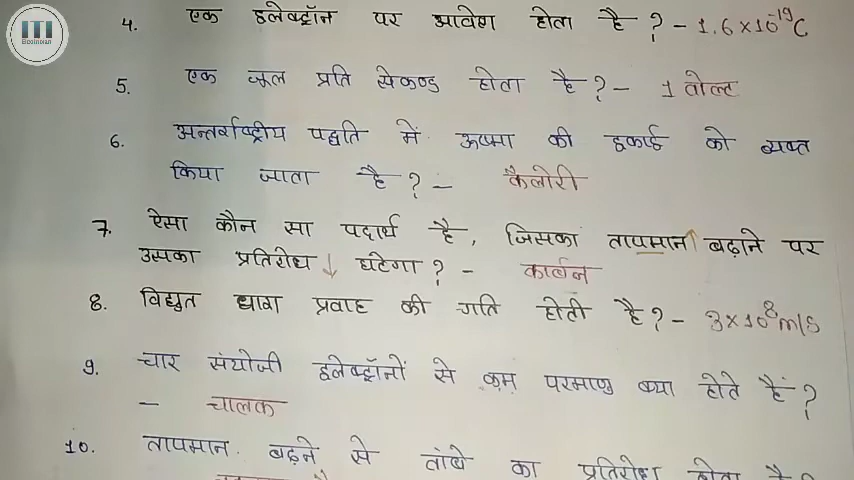 ITI
4. एक इलेक्ट्रॉन पर आवेश होता है ? - 1.6×10⁻¹⁹C
5. एक जूल प्रति सेकण्ड होता है ? - 1 वोल्ट
6. अन्तर्राष्ट्रीय पद्धति में ऊष्मा की इकाई को व्यक्त
किया जाता है ? - कैलोरी
7. ऐसा कौन सा पदार्थ है, जिसका तापमान↑ बढ़ाने पर
उसका प्रतिरोध ↓ घटेगा ? - कार्बन
8. विद्युत धारा प्रवाह की गति होती है ? - 3×10⁸m/s
9. चार संयोजी इलेक्ट्रॉनों से कम परमाणु क्या होते हैं ?
- चालक
10. तापमान बढ़ने से तांबे का प्रतिरोध होता है ?